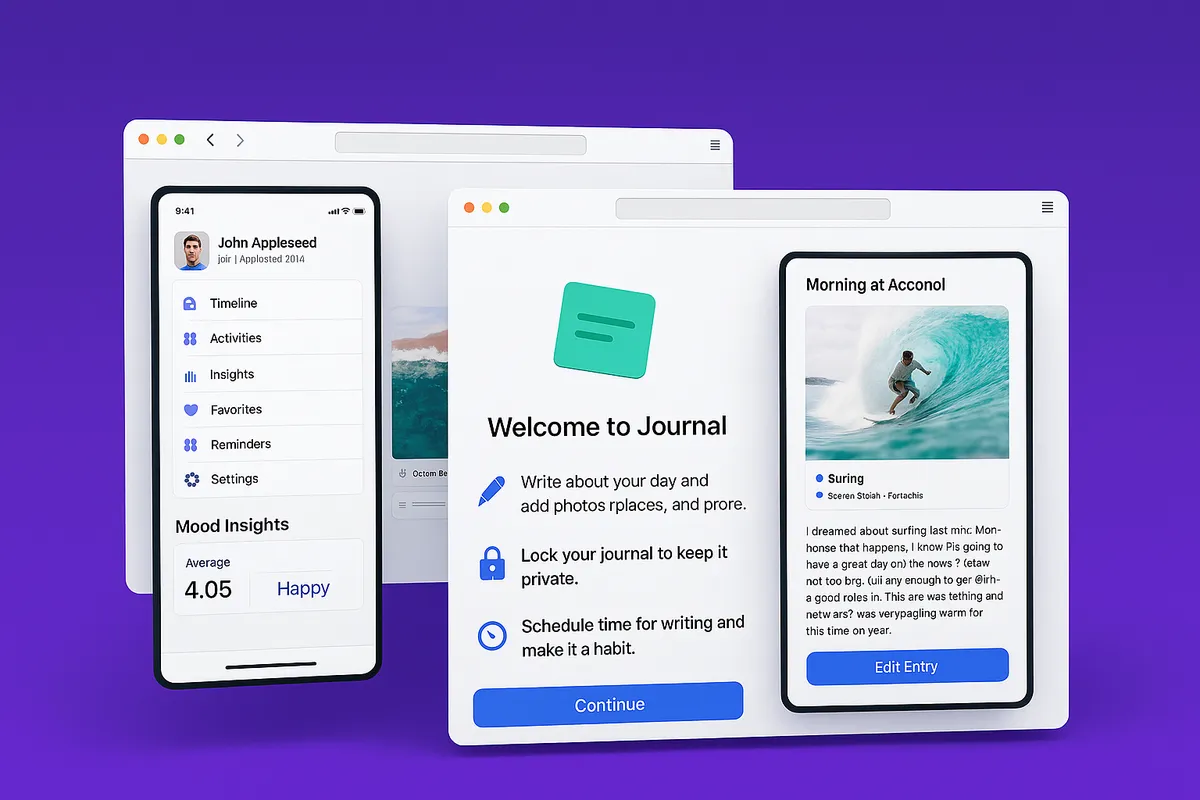 9:41
John Appleseed
joir | Applosted 2014
Timeline
Activities
Insights
Favorites
Reminders
Settings
Mood Insights
Average
4.05
Happy
Octom Be
Welcome to Journal
Write about your day and
add photos rplaces, and prore.
Lock your journal to keep it
private.
Schedule time for writing and
make it a habit.
Continue
Morning at Acconol
Suring
Sceren Stoiah • Fortachis
I dreamed about surfing last mhc: Mon-
honse that happens, I know Pis going to
have a great day on) the nows ? (etaw
not too brg. (uii any enough to ger @irh-
a good roles in. This are was tething and
netw ars? was verypagling warm for
this time on year.
Edit Entry